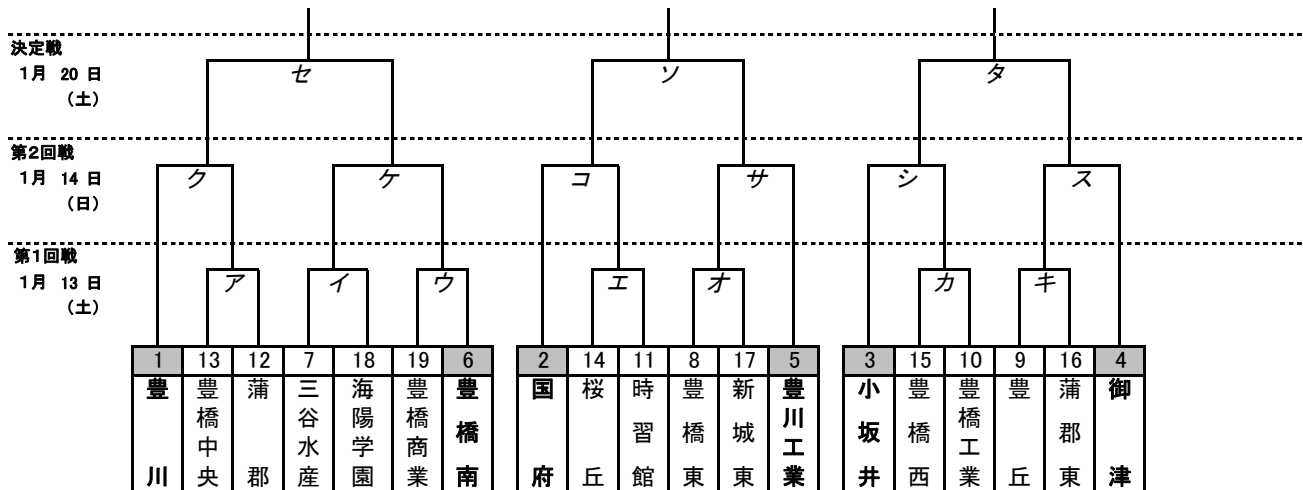 決定戦
1月 20 日
(土)
セ
ソ
タ
第2回戦
1月 14 日
(日)
ク
ケ
コ
サ
シ
ス
第1回戦
1月 13 日
(土)
ア
イ
ウ
エ
オ
カ
キ
1 13 12 7 18 19 6 2 14 11 8 17 5 3 15 10 9 16 4
豊川
豊橋中央
蒲郡
三谷水産
海陽学園
豊橋商業
豊橋南
国府
桜丘
時習館
豊橋東
新城東
豊川工業
小坂井
豊橋西
豊橋工業
豊丘
蒲郡東
御津